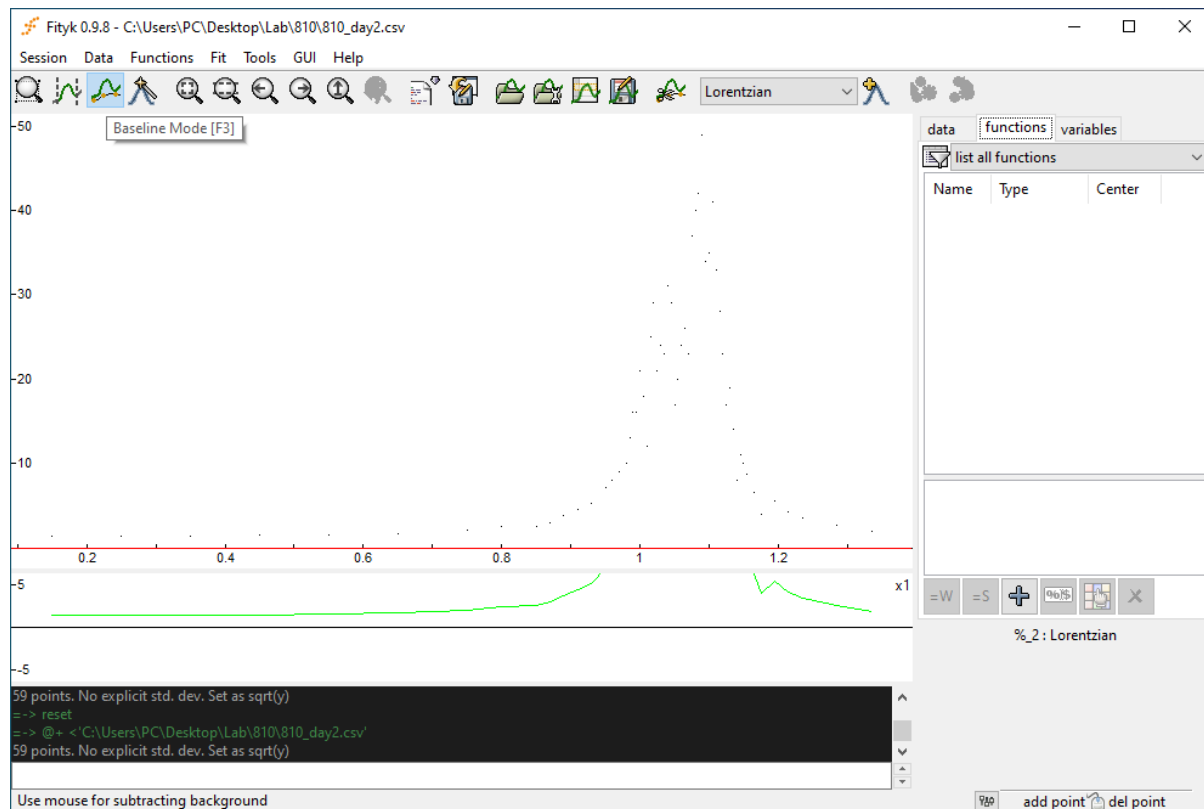 Fityk 0.9.8 - C:\Users\PC\Desktop\Lab\810\810_day2.csv
Session Data Functions Fit Tools GUI Help
Lorentzian
Baseline Mode [F3]
50
40
30
20
10
0.2 0.4 0.6 0.8 1 1.2
5
x1
-5
59 points. No explicit std. dev. Set as sqrt(y)
=-> reset
=-> @+ <'C:\Users\PC\Desktop\Lab\810\810_day2.csv'
59 points. No explicit std. dev. Set as sqrt(y)
Use mouse for subtracting background
data functions variables
list all functions
Name Type Center
=W =S
%_2 : Lorentzian
add point del point